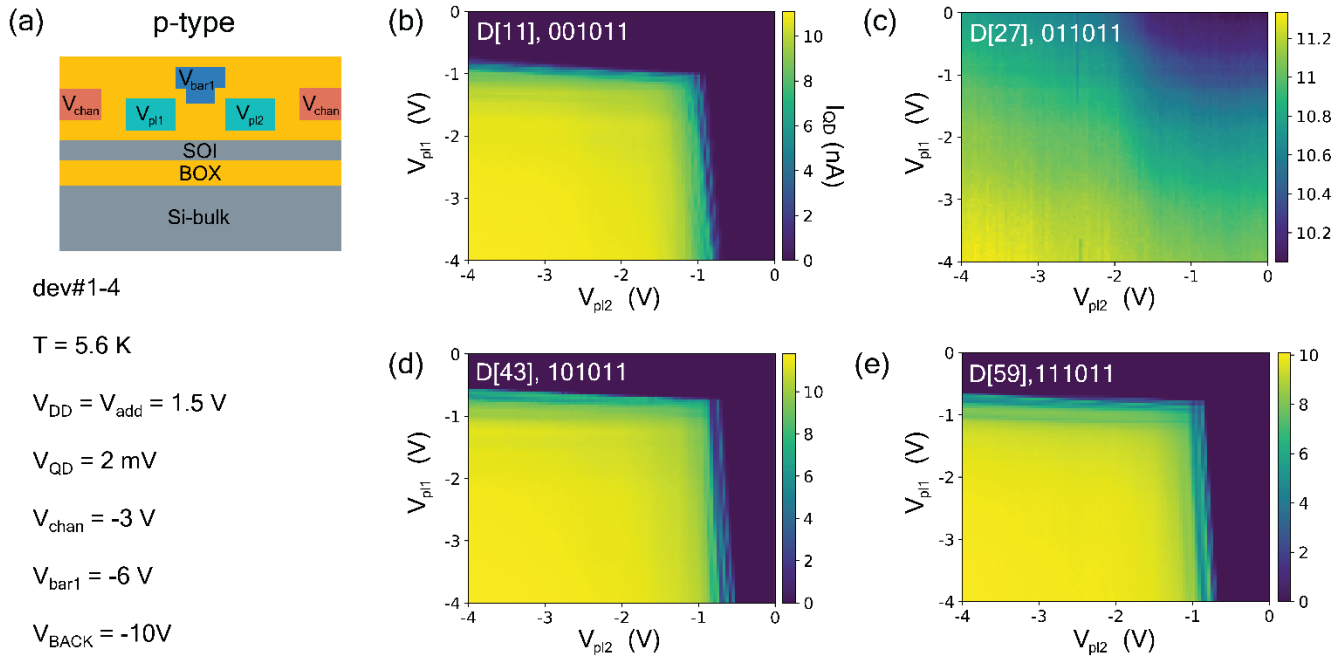 (a)
p-type
V_bar1
V_chan
V_chan
V_pl1
V_pl2
SOI
BOX
Si-bulk
dev#1-4
T = 5.6 K
V_DD = V_add = 1.5 V
V_QD = 2 mV
V_chan = -3 V
V_bar1 = -6 V
V_BACK = -10V
(b)
D[11], 001011
0
-1
-2
-3
-4
V_pl1 (V)
-4 -3 -2 -1 0
V_pl2 (V)
10
8
6
4
2
0
I_QD (nA)
(c)
D[27], 011011
0
-1
-2
-3
-4
V_pl1 (V)
-4 -3 -2 -1 0
V_pl2 (V)
11.2
11.0
10.8
10.6
10.4
10.2
(d)
D[43], 101011
0
-1
-2
-3
-4
V_pl1 (V)
-4 -3 -2 -1 0
V_pl2 (V)
10
8
6
4
2
0
(e)
D[59],111011
0
-1
-2
-3
-4
V_pl1 (V)
-4 -3 -2 -1 0
V_pl2 (V)
10
8
6
4
2
0